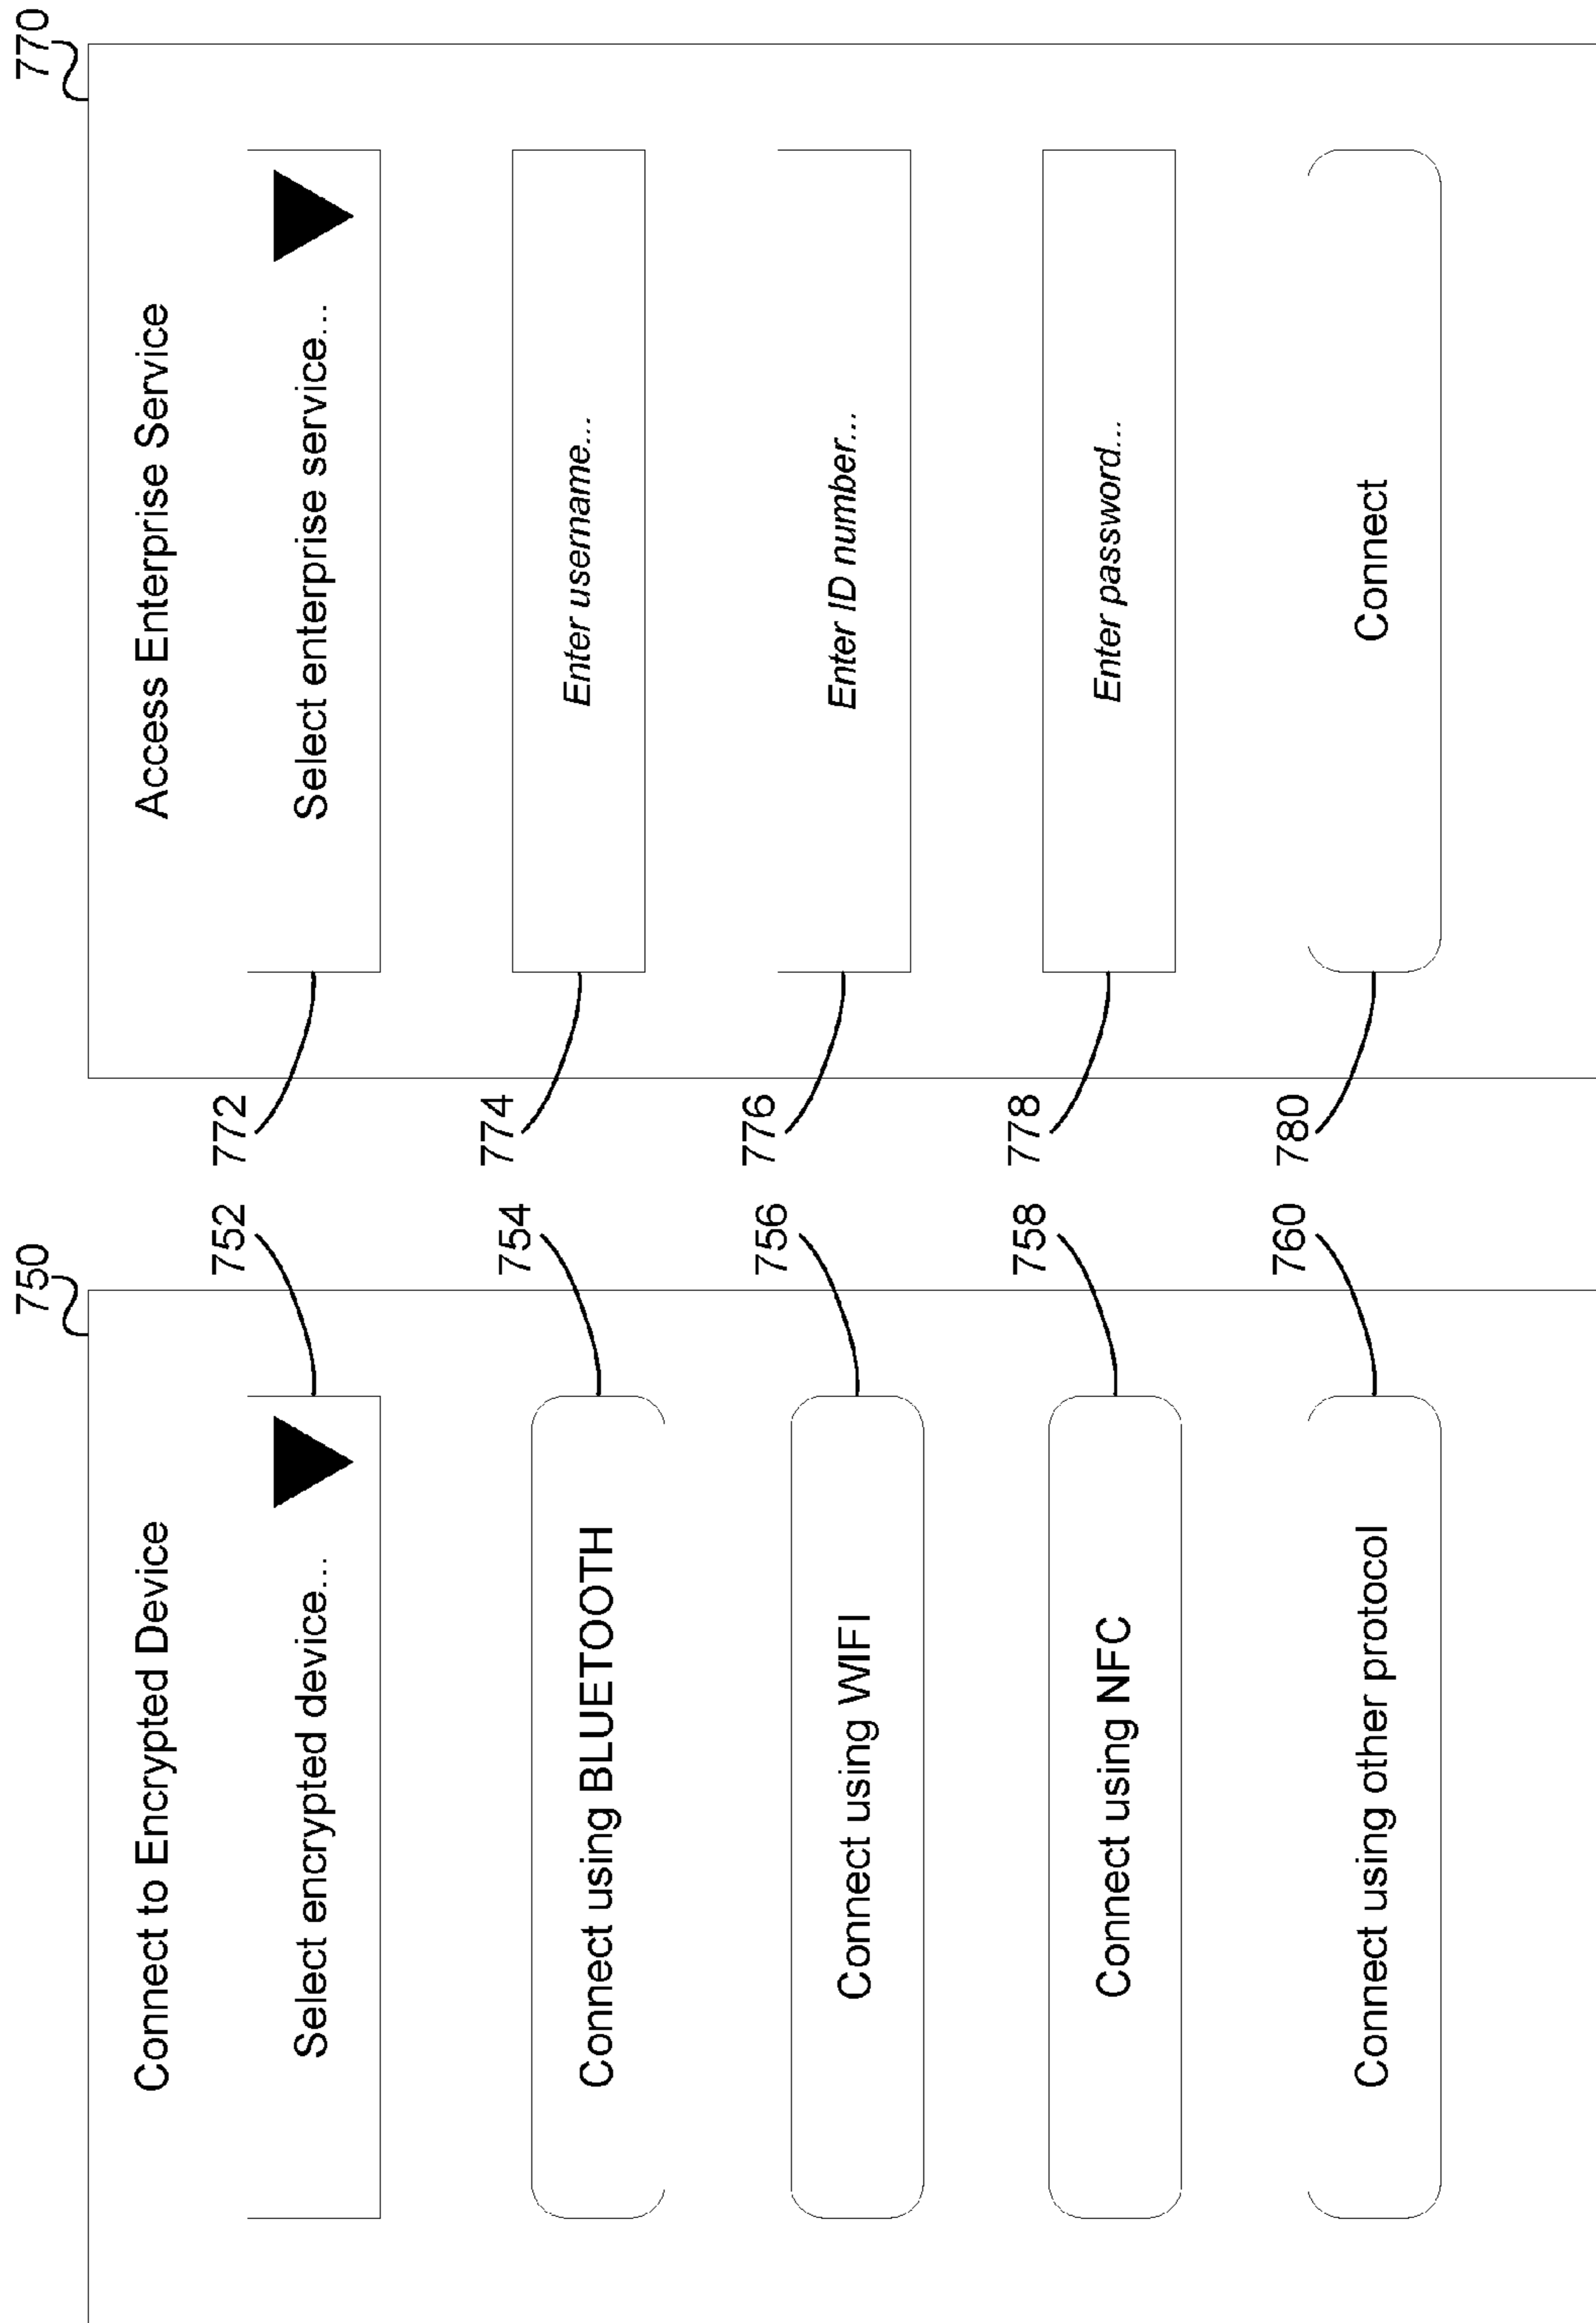 750
Connect to Encrypted Device
Select encrypted device...
752
Connect using BLUETOOTH
754
Connect using WIFI
756
Connect using NFC
758
Connect using other protocol
760
770
Access Enterprise Service
772
Select enterprise service...
774
Enter username...
776
Enter ID number...
778
Enter password...
780
Connect